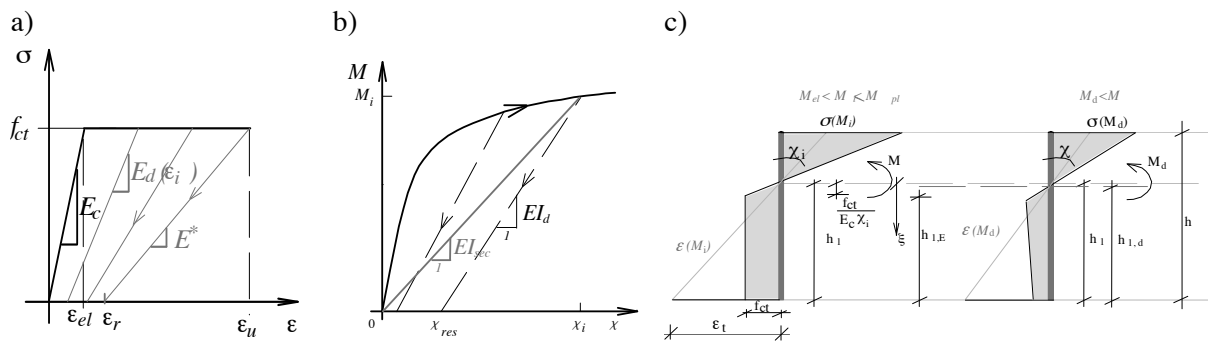 a)
σ
f_ct
E_c
E_d(ε_i)
E*
ε_el
ε_r
ε_u
ε
b)
M
M_i
EI_sec
1
EI_d
1
0
χ_res
χ_i
χ
c)
M_el < M_i < M_pl
σ(M_i)
χ_i
M
f_ct
E_c χ_i
ξ
h_1
h_1,E
ε(M_i)
f_ct
ε_t
M_d < M
σ(M_d)
χ
M_d
ε(M_d)
h_1
h_1,d
h